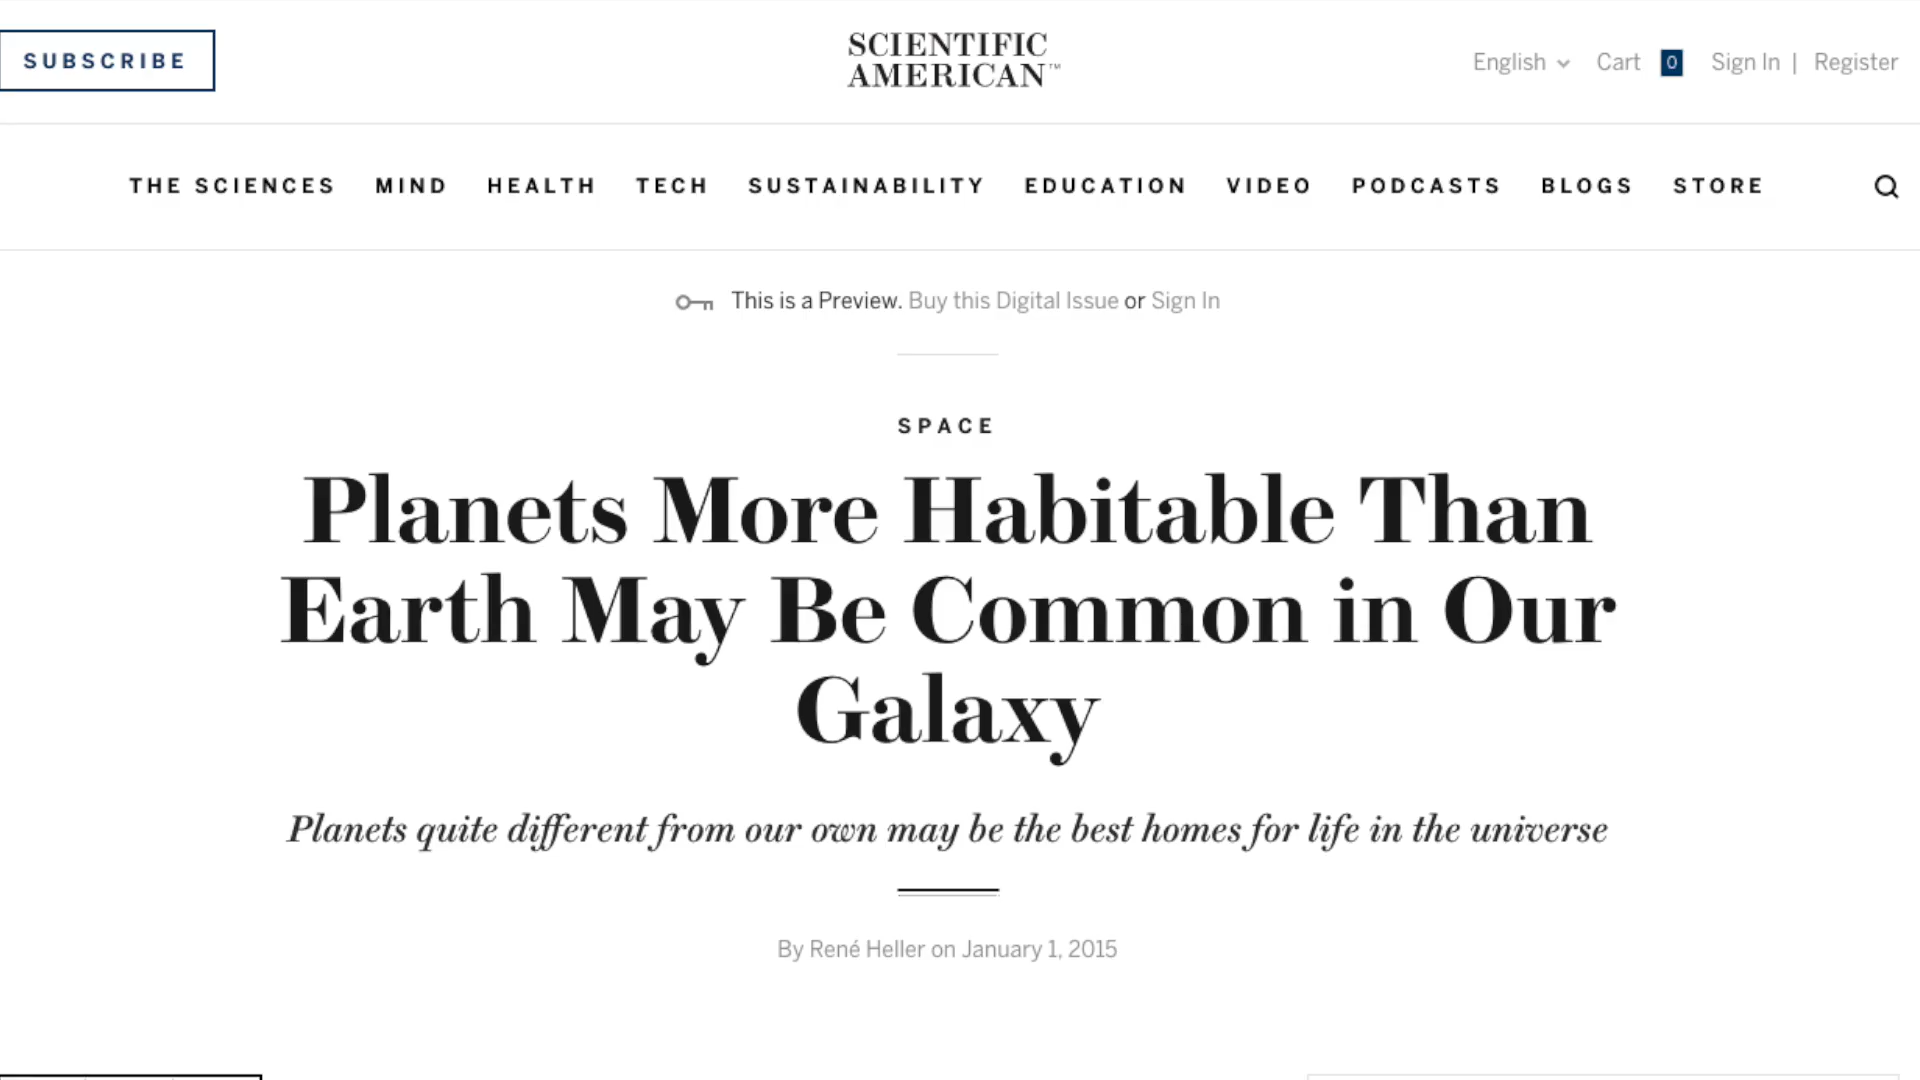 SUBSCRIBE
SCIENTIFIC
AMERICAN™
English Cart 0 Sign In | Register
THE SCIENCES MIND HEALTH TECH SUSTAINABILITY EDUCATION VIDEO PODCASTS BLOGS STORE
This is a Preview. Buy this Digital Issue or Sign In
SPACE
Planets More Habitable Than
Earth May Be Common in Our
Galaxy
Planets quite different from our own may be the best homes for life in the universe
By René Heller on January 1, 2015